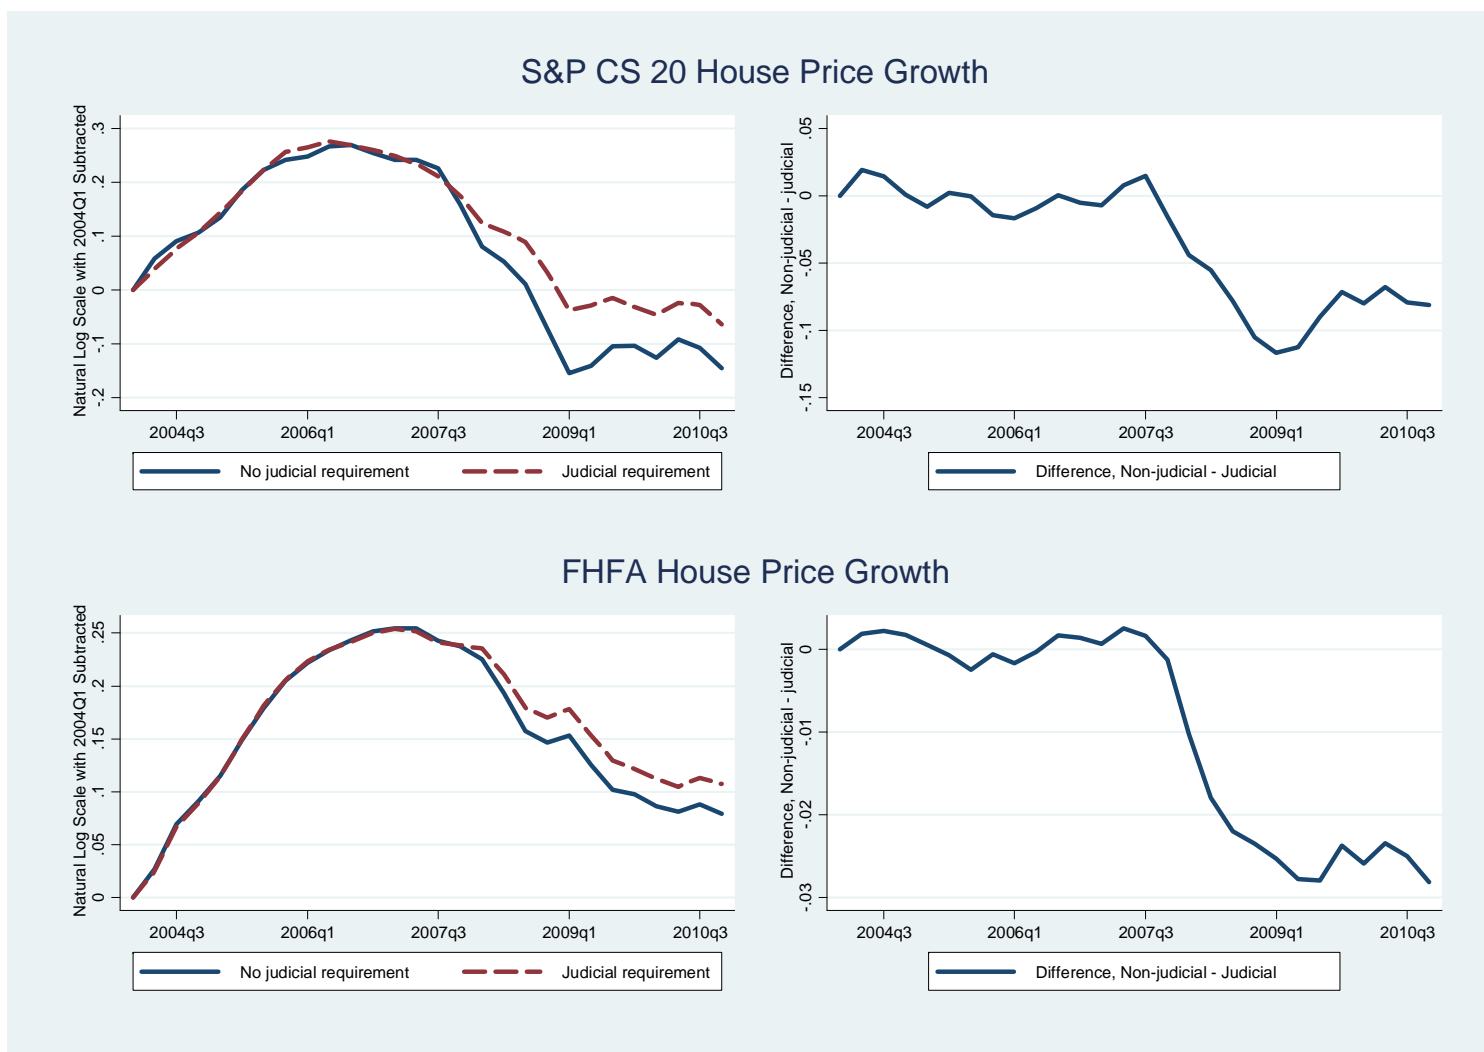 S&P CS 20 House Price Growth
Natural Log Scale with 2004Q1 Subtracted
.3
.2
.1
0
-.1
-.2
2004q3 2006q1 2007q3 2009q1 2010q3
No judicial requirement Judicial requirement
Difference, Non-judicial - judicial
.05
0
-.05
-.1
-.15
2004q3 2006q1 2007q3 2009q1 2010q3
Difference, Non-judicial - Judicial
FHFA House Price Growth
Natural Log Scale with 2004Q1 Subtracted
.25
.2
.15
.1
.05
0
2004q3 2006q1 2007q3 2009q1 2010q3
No judicial requirement Judicial requirement
Difference, Non-judicial - judicial
0
-.01
-.02
-.03
2004q3 2006q1 2007q3 2009q1 2010q3
Difference, Non-judicial - Judicial